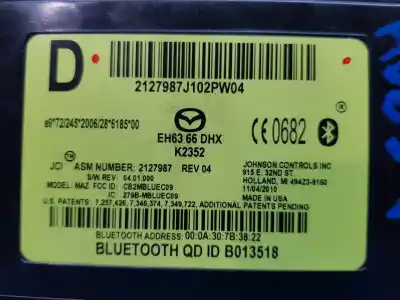 D
2127987J102PW04
e9*72/245*2006/28*6185*00
EH63 66 DHX
K2352
CE 0682
JCI TM ASM NUMBER: 2127987 REV 04
S/W REV: 04.01.000
MODEL: MAZ FCC ID: CB2MBLUEC09
IC: 279B-MBLUEC09
JOHNSON CONTROLS INC
915 E. 32ND ST
HOLLAND, MI 49423-9150
11/04/2010
MADE IN USA
U.S. PATENTS: 7,257,426, 7,346,374, 7,349,722, ADDITIONAL PATENTS PENDING
BLUETOOTH ADDRESS: 00:0A:30:7B:38:22
BLUETOOTH QD ID B013518